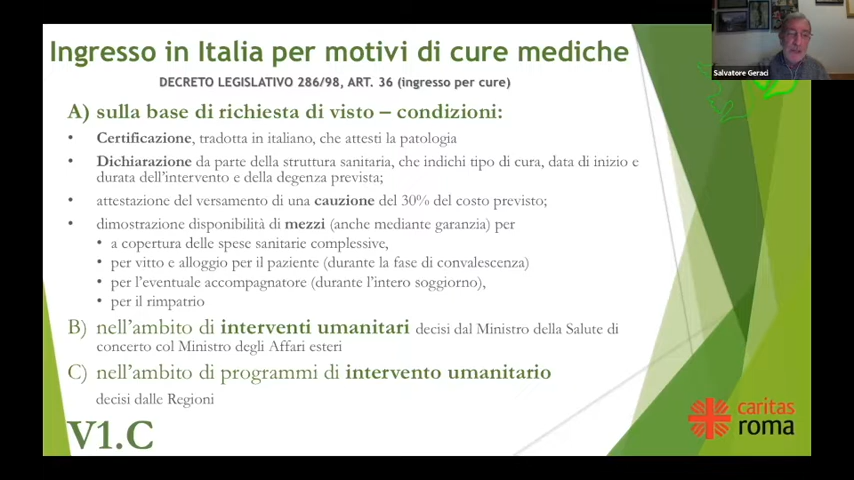 Ingresso in Italia per motivi di cure mediche
DECRETO LEGISLATIVO 286/98, ART. 36 (ingresso per cure)
A) sulla base di richiesta di visto – condizioni:
• Certificazione, tradotta in italiano, che attesti la patologia
• Dichiarazione da parte della struttura sanitaria, che indichi tipo di cura, data di inizio e
durata dell'intervento e della degenza prevista;
• attestazione del versamento di una cauzione del 30% del costo previsto;
• dimostrazione disponibilità di mezzi (anche mediante garanzia) per
• a copertura delle spese sanitarie complessive,
• per vitto e alloggio per il paziente (durante la fase di convalescenza)
• per l'eventuale accompagnatore (durante l'intero soggiorno),
• per il rimpatrio
B) nell'ambito di interventi umanitari decisi dal Ministro della Salute di
concerto col Ministro degli Affari esteri
C) nell'ambito di programmi di intervento umanitario
decisi dalle Regioni
V1.C
Salvatore Geraci
caritas
roma